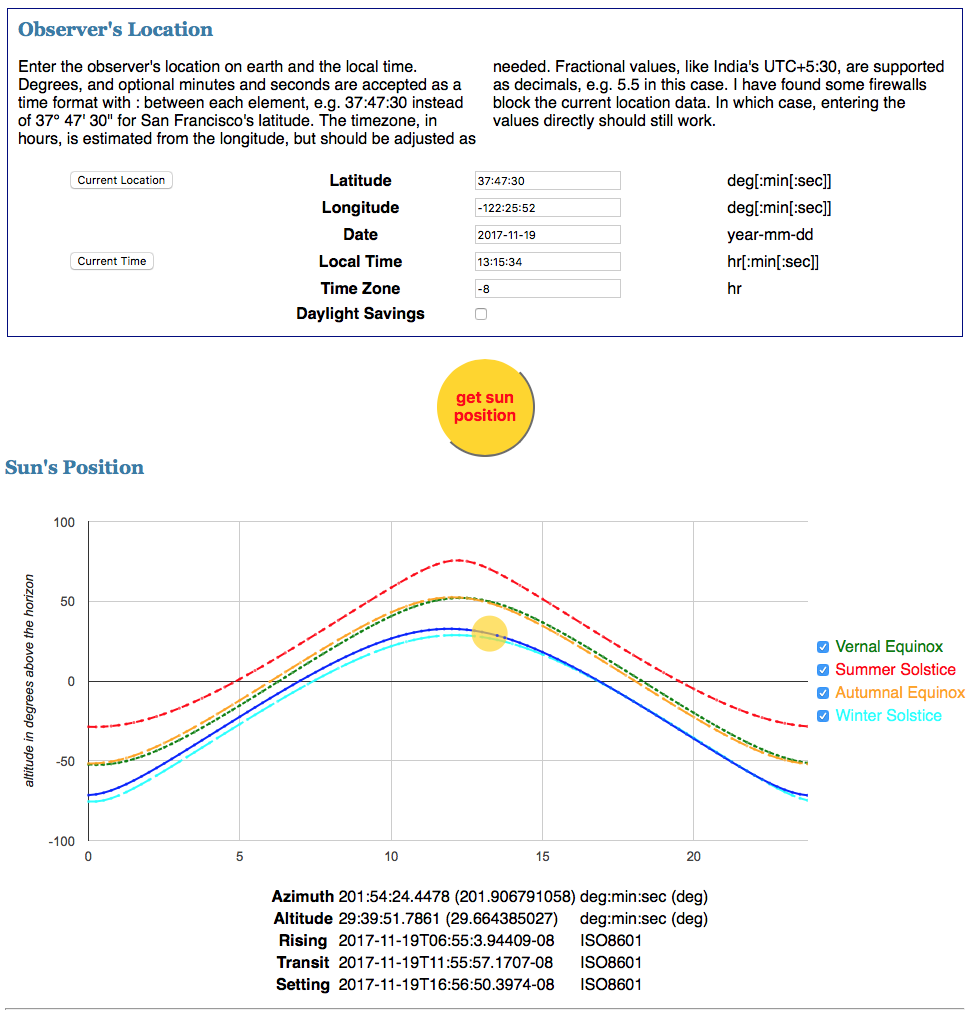 Observer's Location
Enter the observer's location on earth and the local time.
Degrees, and optional minutes and seconds are accepted as a
time format with : between each element, e.g. 37:47:30 instead
of 37° 47' 30" for San Francisco's latitude. The timezone, in
hours, is estimated from the longitude, but should be adjusted as
needed. Fractional values, like India's UTC+5:30, are supported
as decimals, e.g. 5.5 in this case. I have found some firewalls
block the current location data. In which case, entering the
values directly should still work.
Current Location Latitude 37:47:30 deg[:min[:sec]]
Longitude -122:25:52 deg[:min[:sec]]
Date 2017-11-19 year-mm-dd
Current Time Local Time 13:15:34 hr[:min[:sec]]
Time Zone -8 hr
Daylight Savings
get sun
position
Sun's Position
altitude in degrees above the horizon
100
50
0
-50
-100
0 5 10 15 20
Vernal Equinox
Summer Solstice
Autumnal Equinox
Winter Solstice
Azimuth 201:54:24.4478 (201.906791058) deg:min:sec (deg)
Altitude 29:39:51.7861 (29.664385027) deg:min:sec (deg)
Rising 2017-11-19T06:55:3.94409-08 ISO8601
Transit 2017-11-19T11:55:57.1707-08 ISO8601
Setting 2017-11-19T16:56:50.3974-08 ISO8601